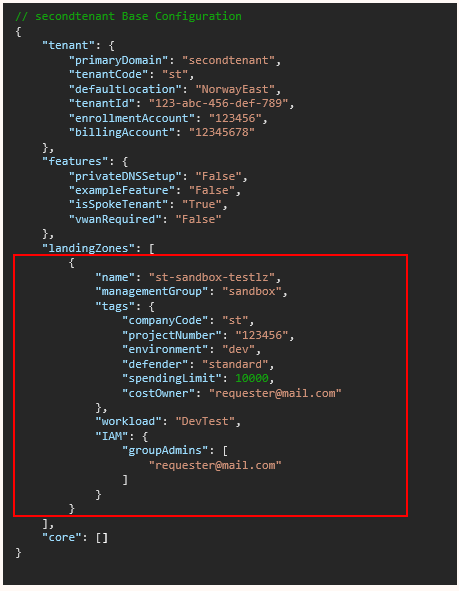 // secondtenant Base Configuration
{
    "tenant": {
        "primaryDomain": "secondtenant",
        "tenantCode": "st",
        "defaultLocation": "NorwayEast",
        "tenantId": "123-abc-456-def-789",
        "enrollmentAccount": "123456",
        "billingAccount": "12345678"
    },
    "features": {
        "privateDNSSetup": "False",
        "exampleFeature": "False",
        "isSpokeTenant": "True",
        "vwanRequired": "False"
    },
    "landingZones": [
        {
            "name": "st-sandbox-testlz",
            "managementGroup": "sandbox",
            "tags": {
                "companyCode": "st",
                "projectNumber": "123456",
                "environment": "dev",
                "defender": "standard",
                "spendingLimit": 10000,
                "costOwner": "requester@mail.com"
            },
            "workload": "DevTest",
            "IAM": {
                "groupAdmins": [
                    "requester@mail.com"
                ]
            }
        }
    ],
    "core": []
}